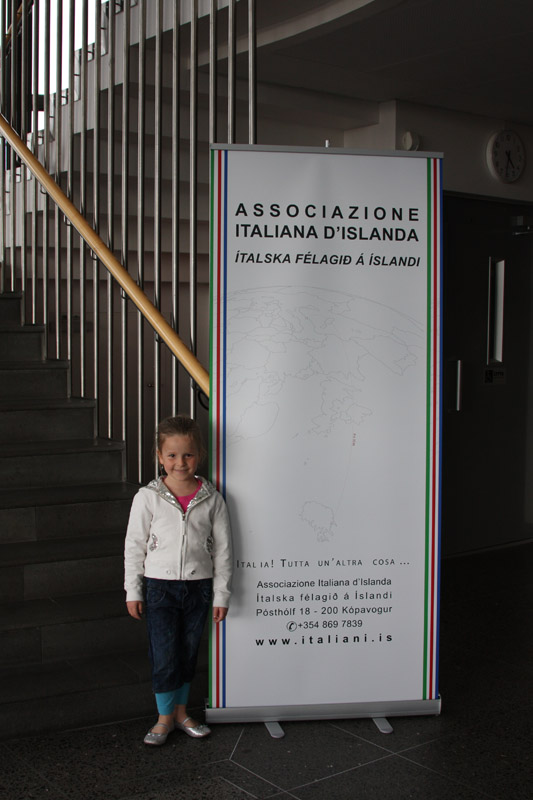 ASSOCIAZIONE
ITALIANA D'ISLANDA
ÍTALSKA FÉLAGIÐ Á ÍSLANDI
ITALIA! TUTTA UN'ALTRA COSA...
Associazione Italiana d'Islanda
Ítalska félagið á Íslandi
Pósthólf 18 - 200 Kópavogur
✆+354 869 7839
www.italiani.is